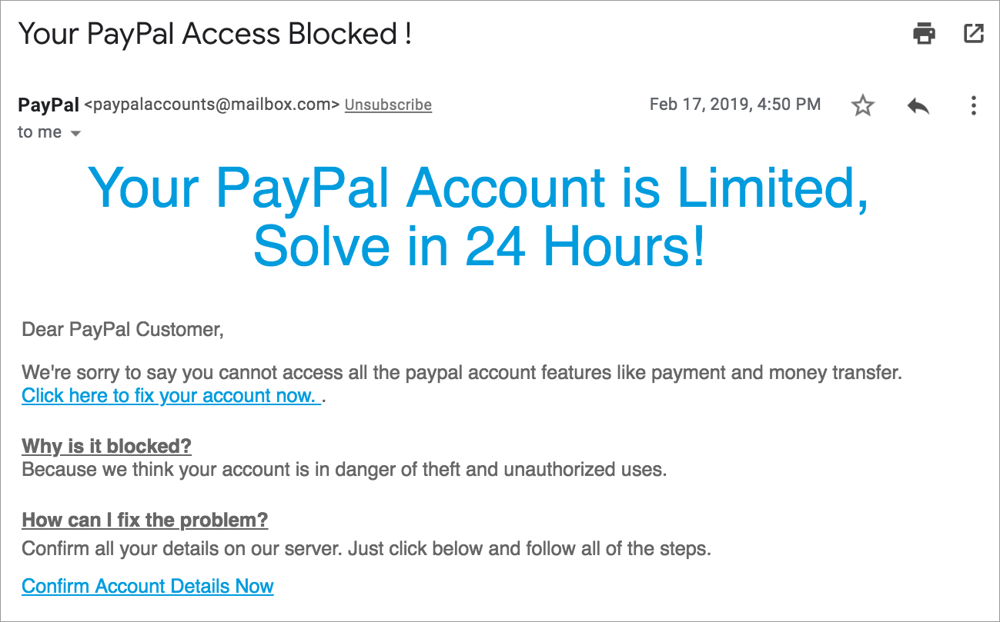 Your PayPal Access Blocked !
PayPal <paypalaccounts@mailbox.com> Unsubscribe
Feb 17, 2019, 4:50 PM
to me
Your PayPal Account is Limited,
Solve in 24 Hours!
Dear PayPal Customer,
We're sorry to say you cannot access all the paypal account features like payment and money transfer.
Click here to fix your account now. .
Why is it blocked?
Because we think your account is in danger of theft and unauthorized uses.
How can I fix the problem?
Confirm all your details on our server. Just click below and follow all of the steps.
Confirm Account Details Now